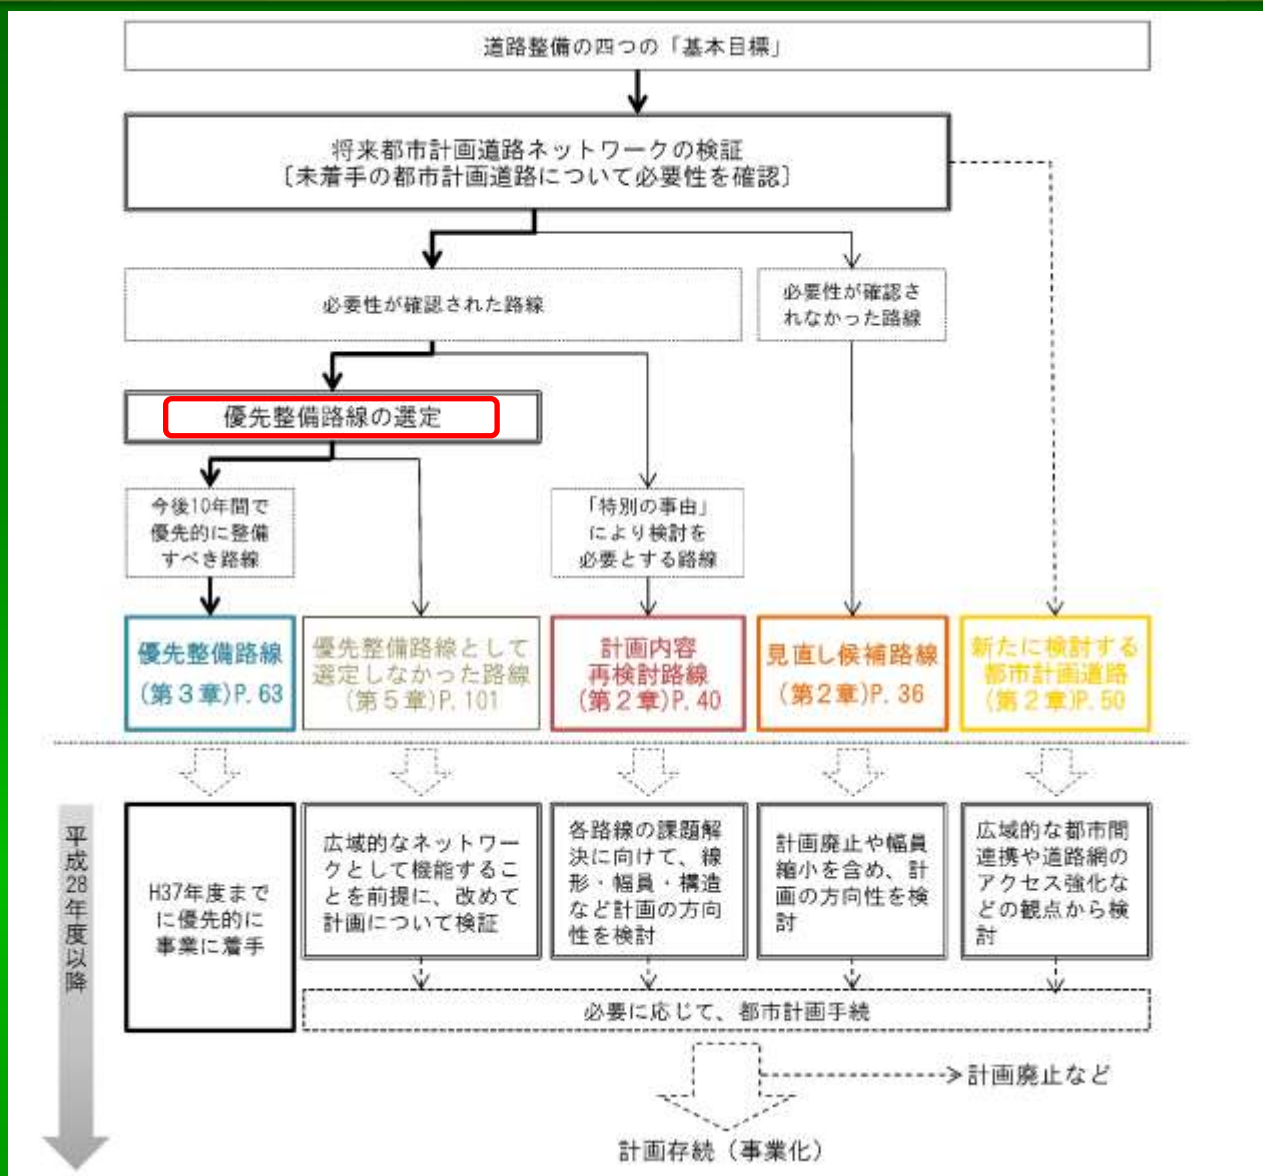 道路整備の四つの「基本目標」
将来都市計画道路ネットワークの検証
〔未着手の都市計画道路について必要性を確認〕
必要性が確認された路線
必要性が確認さ
れなかった路線
優先整備路線の選定
今後10年間で
優先的に整備
すべき路線
「特別の事由」
により検討を
必要とする路線
優先整備路線
(第3章)P.63
優先整備路線として
選定しなかった路線
(第5章)P.101
計画内容
再検討路線
(第2章)P.40
見直し候補路線
(第2章)P.36
新たに検討する
都市計画道路
(第2章)P.50
平成28年度以降
H37年度まで
に優先的に
事業に着手
広域的なネットワー
クとして機能するこ
とを前提に、改めて
計画について検証
各路線の課題解
決に向けて、線
形・幅員・構造
など計画の方向
性を検討
計画廃止や幅員
縮小を含め、計
画の方向性を検
討
広域的な都市間
連携や道路網の
アクセス強化な
どの観点から検
討
必要に応じて、都市計画手続
計画廃止など
計画存続（事業化）